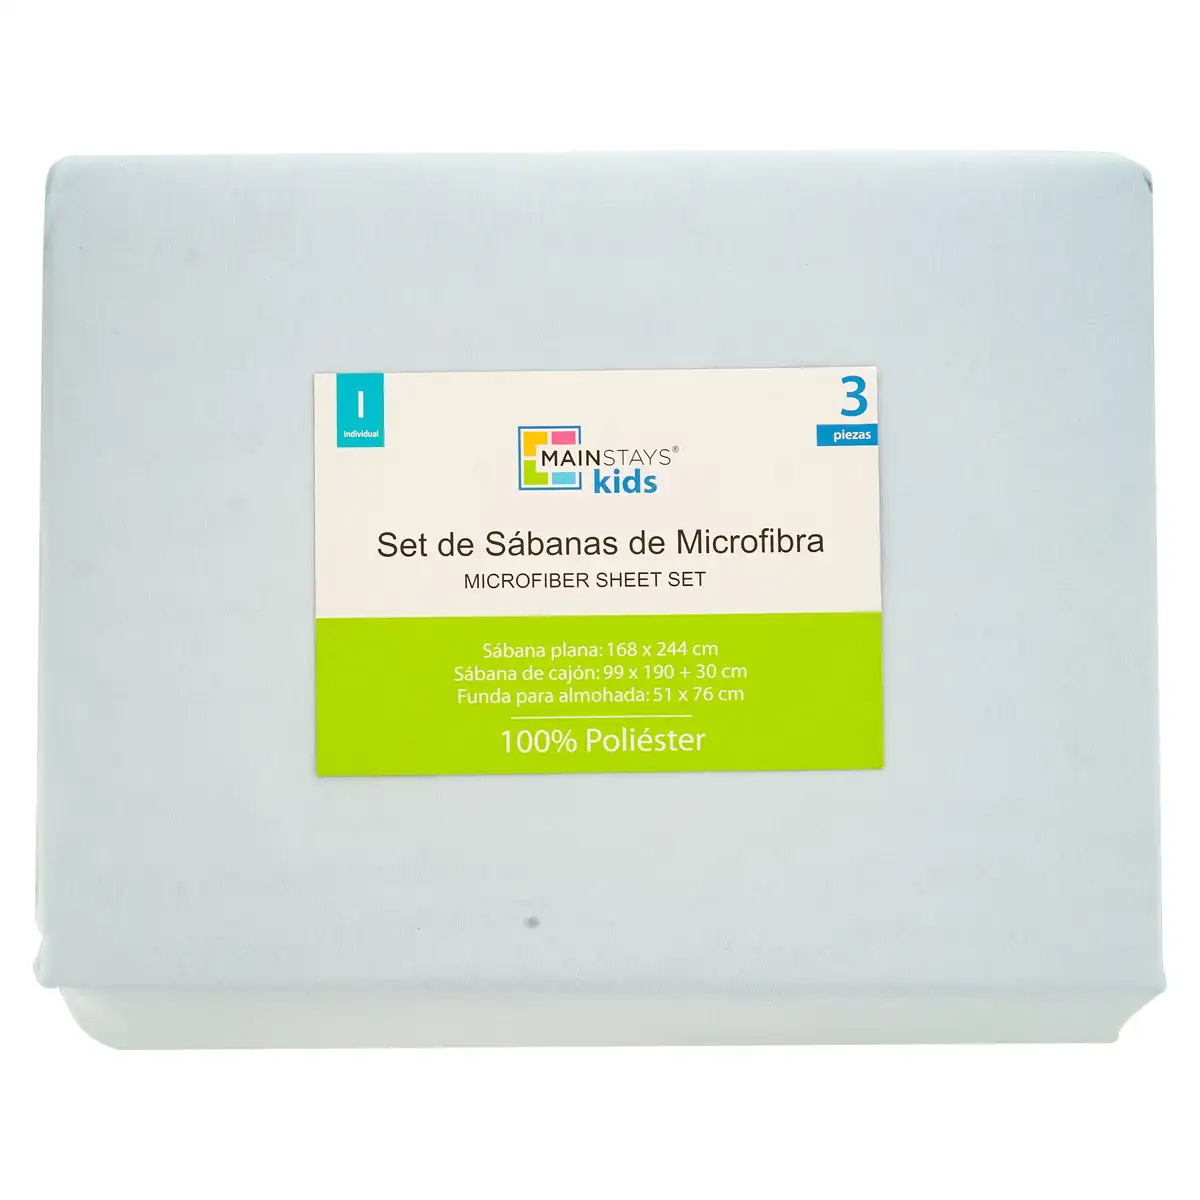 I
individual
3
piezas
MAINSTAYS®
kids
Set de Sábanas de Microfibra
MICROFIBER SHEET SET
Sábana plana: 168 x 244 cm
Sábana de cajón: 99 x 190 + 30 cm
Funda para almohada: 51 x 76 cm
100% Poliéster